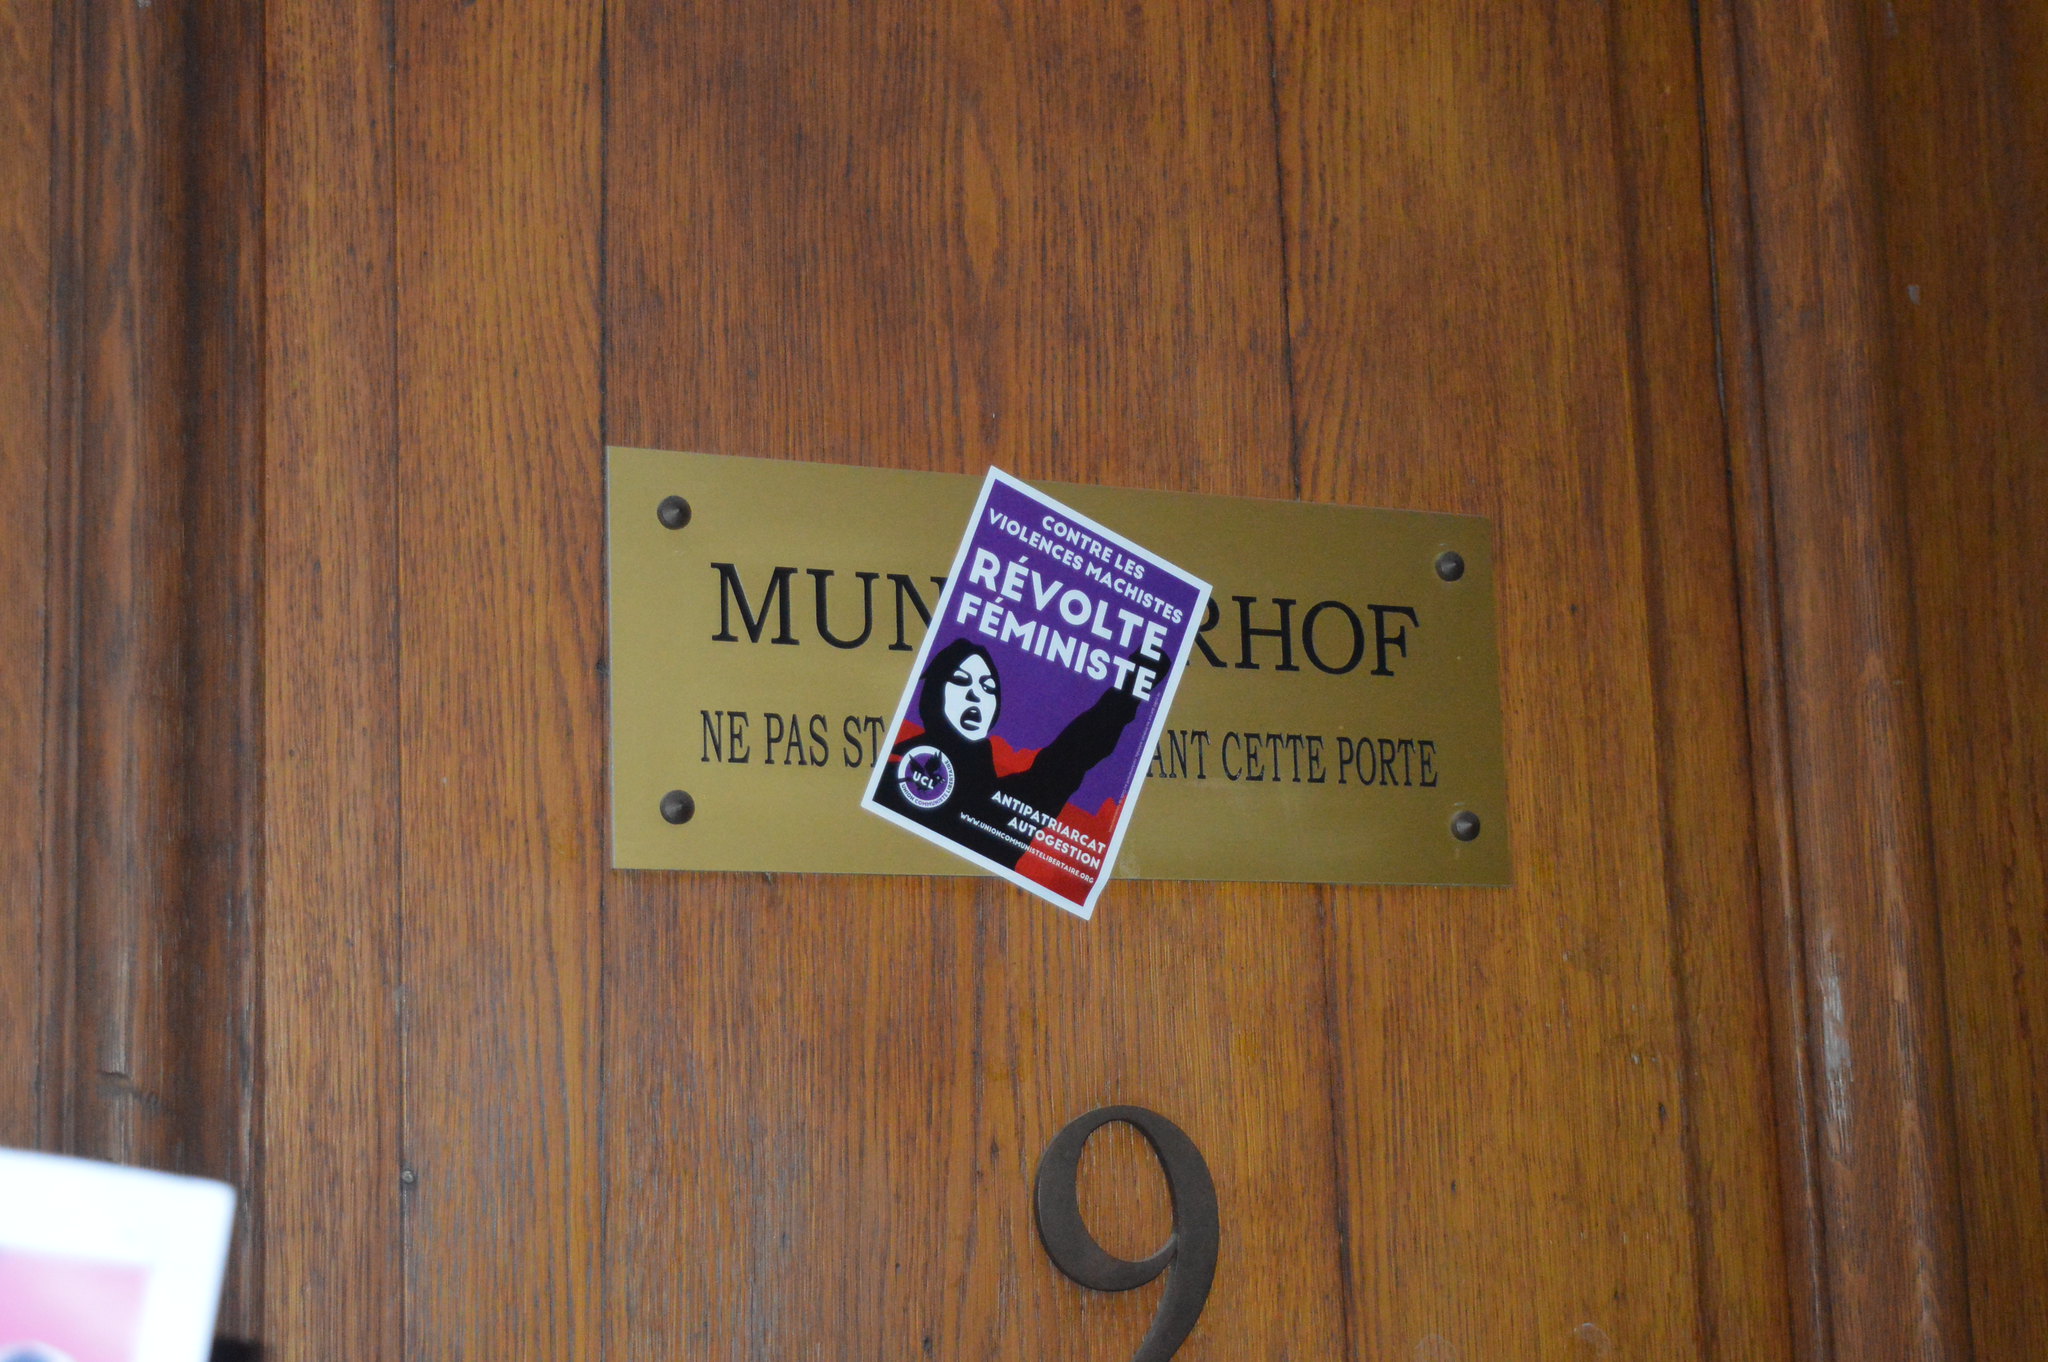 MUN RHOF
NE PAS ST ANT CETTE PORTE
CONTRE LES
VIOLENCES MACHISTES
RÉVOLTE
FÉMINISTE
UCL
ANTIPATRIARCAT
AUTOGESTION
WWW.UNIONCOMMUNISTELIBERTAIRE.ORG
9